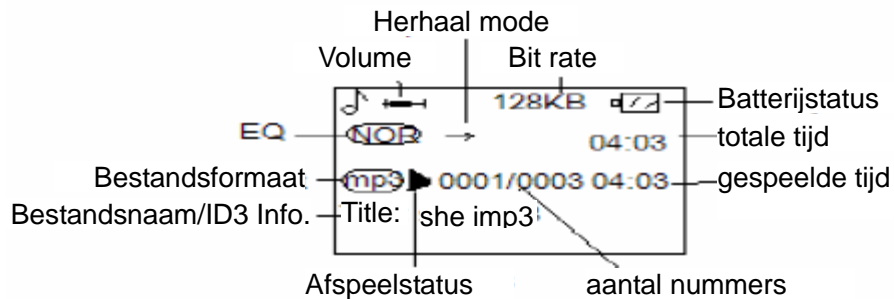 Herhaal mode
Volume Bit rate
128KB Batterijstatus
EQ NOR 04:03 totale tijd
Bestandsformaat mp3 0001/0003 04:03 gespeelde tijd
Bestandsnaam/ID3 Info. Title: she imp3
Afspeelstatus aantal nummers